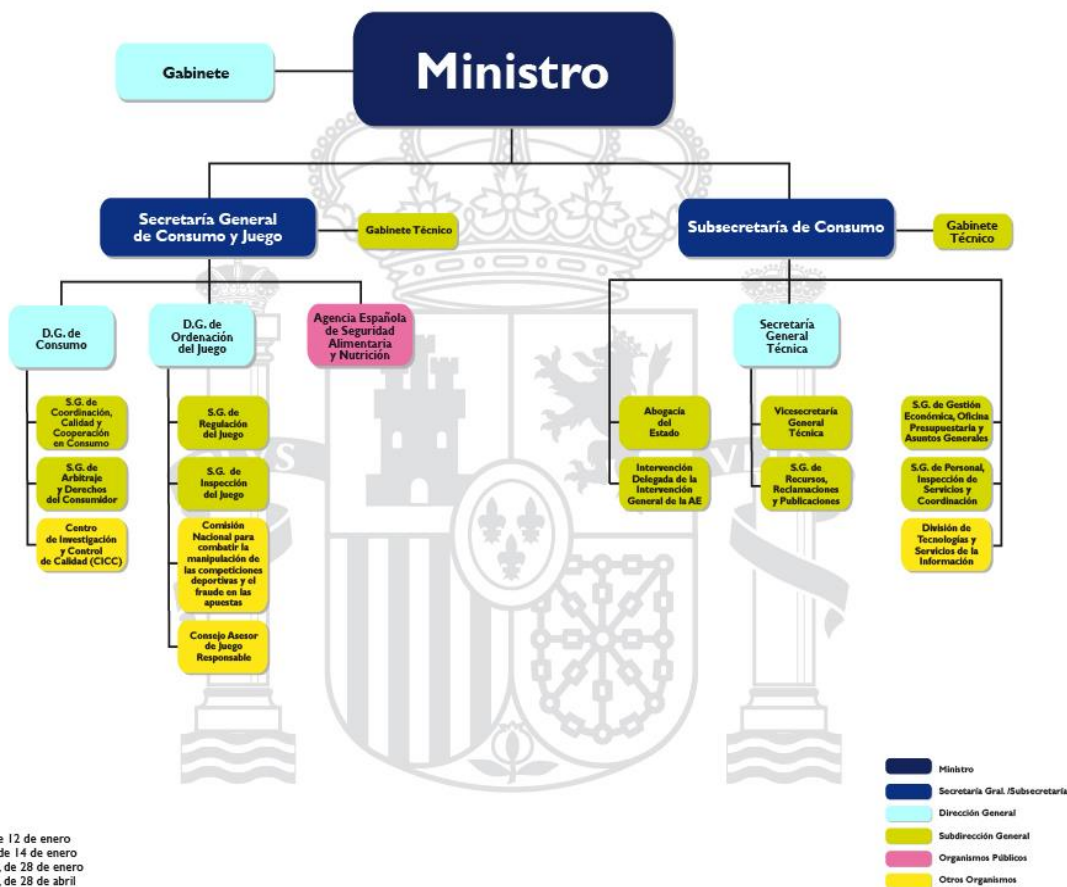 Ministro
Gabinete
Secretaría General
de Consumo y Juego
Gabinete Técnico
Subsecretaría de Consumo
Gabinete
Técnico
D.G. de
Consumo
D.G. de
Ordenación
del Juego
Agencia Española
de Seguridad
Alimentaria
y Nutrición
Secretaría
General
Técnica
S.G. de
Coordinación,
Calidad y
Cooperación
en Consumo
S.G. de
Arbitraje
y Derechos
del Consumidor
Centro
de Investigación
y Control
de Calidad (CICC)
S.G. de
Regulación
del Juego
S.G. de
Inspección
del Juego
Comisión
Nacional para
combatir la
manipulación de
las competiciones
deportivas y el
fraude en las
apuestas
Consejo Asesor
de Juego
Responsable
Abogacía
del
Estado
Intervención
Delegada de la
Intervención
General de la AE
Vicesecretaría
General
Técnica
S.G. de
Recursos,
Reclamaciones
y Publicaciones
S.G. de Gestión
Económica, Oficina
Presupuestaria y
Asuntos Generales
S.G. de Personal,
Inspección de
Servicios y
Coordinación
División de
Tecnologías y
Servicios de la
Información
Ministro
Secretaría Gral. /Subsecretaría
Dirección General
Subdirección General
Organismos Públicos
Otros Organismos
12 de enero
de 14 de enero
de 28 de enero
de 28 de abril